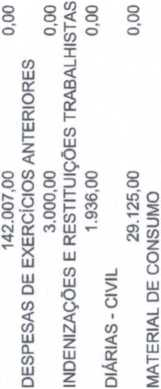 142.007,00 0,00
DESPESAS DE EXERCÍCIOS ANTERIORES
3.000,00 0,00
INDENIZAÇÕES E RESTITUIÇÕES TRABALHISTAS
1.936,00 0,00
DIÁRIAS - CIVIL
29.125,00 0,00
MATERIAL DE CONSUMO